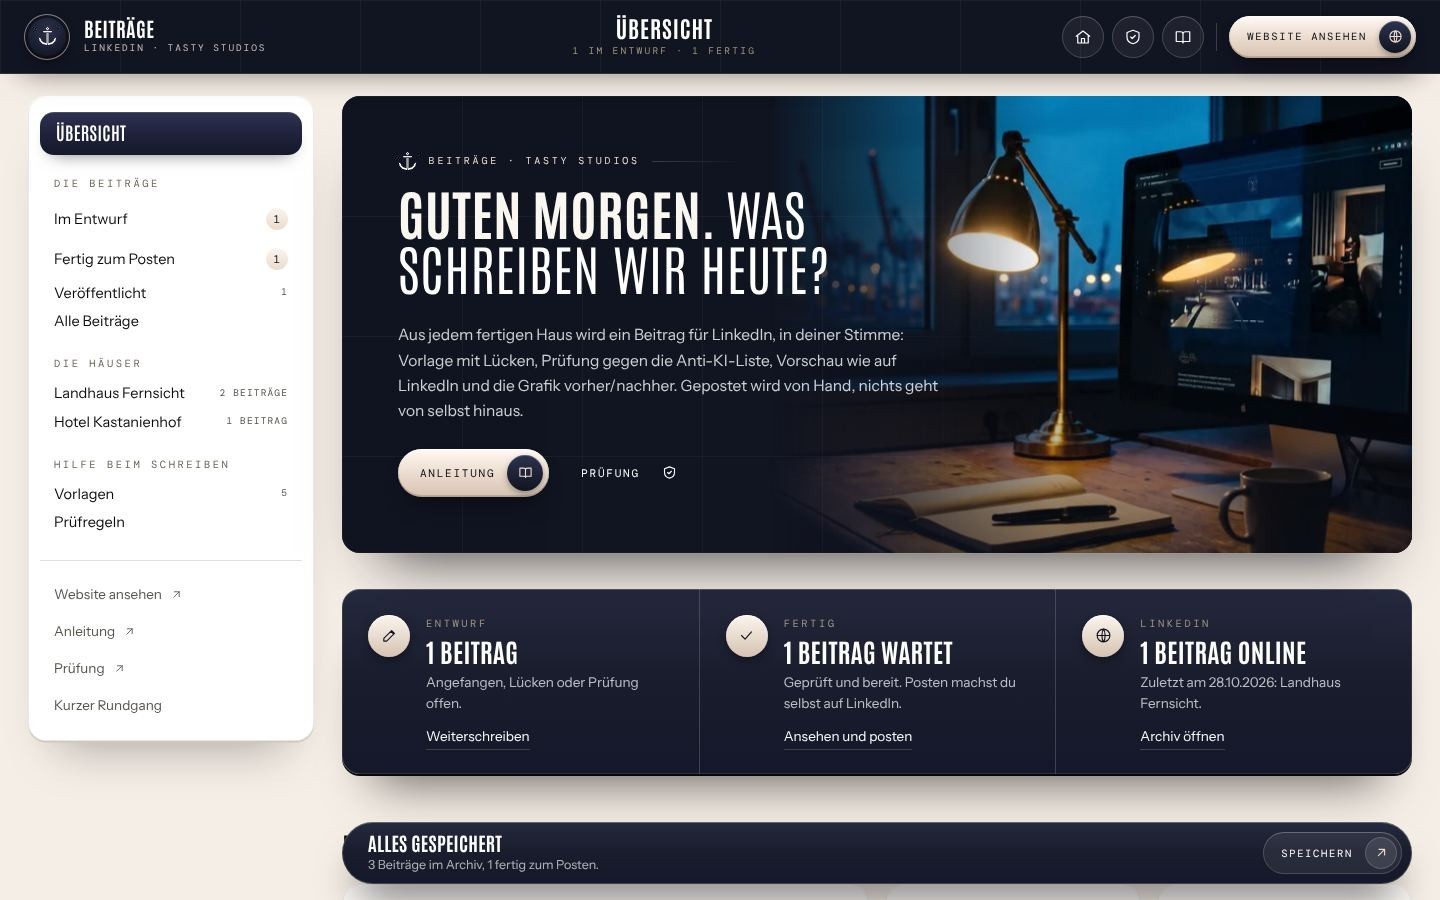 BEITRÄGE
LINKEDIN · TASTY STUDIOS
ÜBERSICHT
1 IM ENTWURF · 1 FERTIG
WEBSITE ANSEHEN
ÜBERSICHT
DIE BEITRÄGE
Im Entwurf 1
Fertig zum Posten 1
Veröffentlicht 1
Alle Beiträge
DIE HÄUSER
Landhaus Fernsicht 2 BEITRÄGE
Hotel Kastanienhof 1 BEITRAG
HILFE BEIM SCHREIBEN
Vorlagen 5
Prüfregeln
Website ansehen
Anleitung
Prüfung
Kurzer Rundgang
BEITRÄGE · TASTY STUDIOS
GUTEN MORGEN. WAS
SCHREIBEN WIR HEUTE?
Aus jedem fertigen Haus wird ein Beitrag für LinkedIn, in deiner Stimme:
Vorlage mit Lücken, Prüfung gegen die Anti-KI-Liste, Vorschau wie auf
LinkedIn und die Grafik vorher/nachher. Gepostet wird von Hand, nichts geht
von selbst hinaus.
ANLEITUNG
PRÜFUNG
ENTWURF
1 BEITRAG
Angefangen, Lücken oder Prüfung
offen.
Weiterschreiben
FERTIG
1 BEITRAG WARTET
Geprüft und bereit. Posten machst du
selbst auf LinkedIn.
Ansehen und posten
LINKEDIN
1 BEITRAG ONLINE
Zuletzt am 28.10.2026: Landhaus
Fernsicht.
Archiv öffnen
ALLES GESPEICHERT
3 Beiträge im Archiv, 1 fertig zum Posten.
SPEICHERN